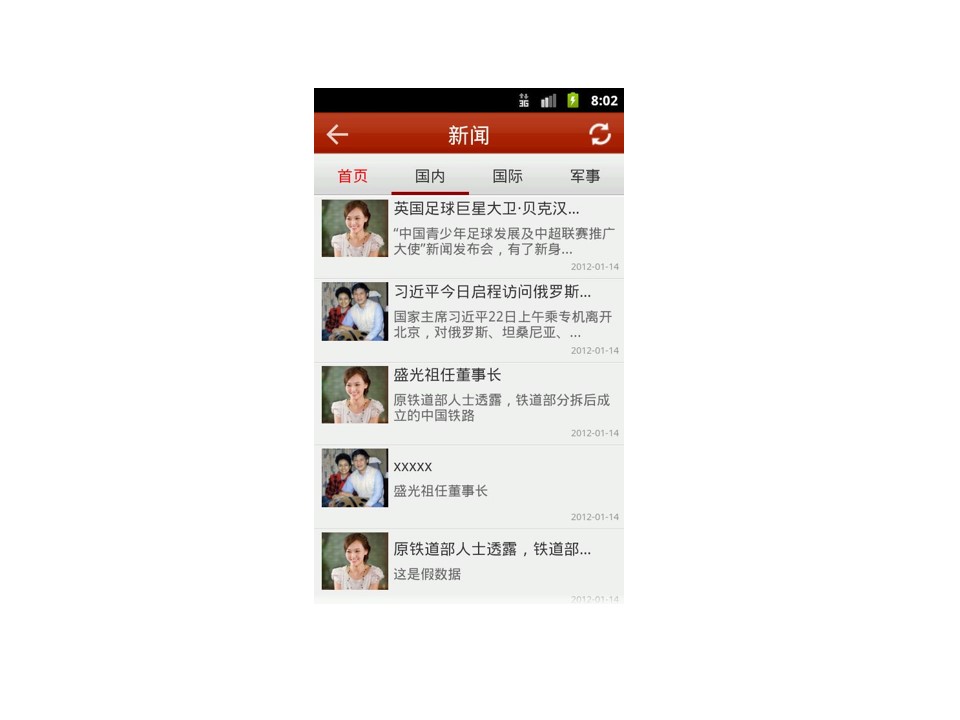 3G 8:02
新闻
首页 国内 国际 军事
英国足球巨星大卫·贝克汉...
“中国青少年足球发展及中超联赛推广
大使”新闻发布会，有了新身...
2012-01-14
习近平今日启程访问俄罗斯...
国家主席习近平22日上午乘专机离开
北京，对俄罗斯、坦桑尼亚、...
2012-01-14
盛光祖任董事长
原铁道部人士透露，铁道部分拆后成
立的中国铁路
2012-01-14
xxxxx
盛光祖任董事长
2012-01-14
原铁道部人士透露，铁道部...
这是假数据
2012-01-14